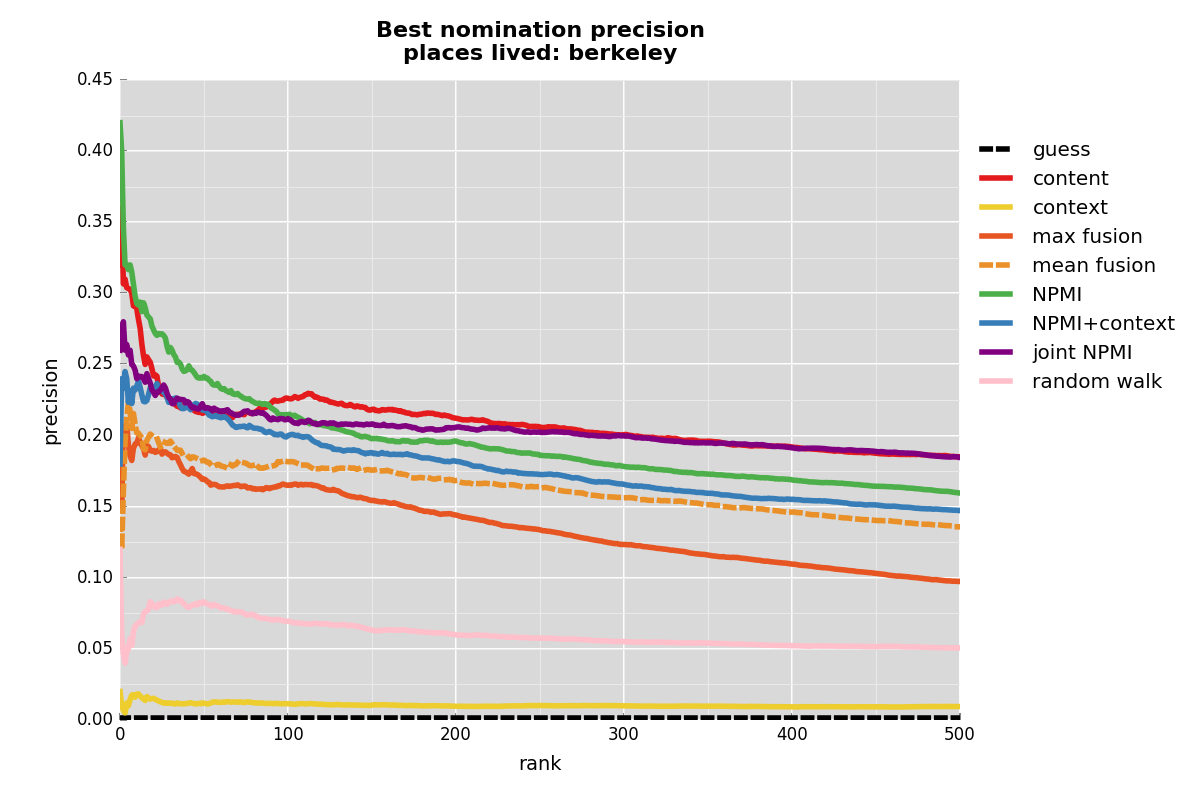 Best nomination precision
places lived: berkeley
0.45
0.40
0.35
0.30
0.25
0.20
0.15
0.10
0.05
0.00
precision
0 100 200 300 400 500
rank
guess
content
context
max fusion
mean fusion
NPMI
NPMI+context
joint NPMI
random walk